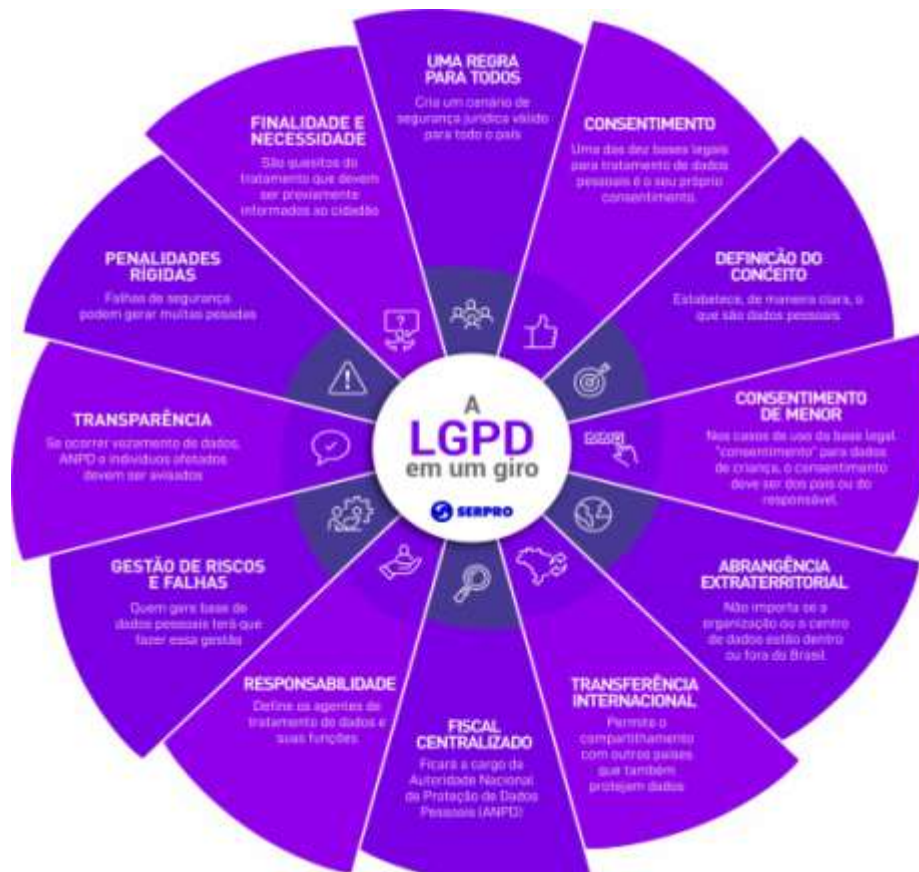 UMA REGRA
PARA TODOS
Cria um cenário de
segurança jurídica válido
para todo o país
CONSENTIMENTO
Uma das dez bases legais
para tratamento de dados
pessoais é o seu próprio
consentimento.
DEFINICÃO DO
CONCEITO
Estabelece, de maneira clara, o
que são dados pessoais
CONSENTIMENTO
DE MENOR
Nos casos de uso da base legal
"consentimento" para dados
de criança, o consentimento
deve ser dos pais ou do
responsável.
ABRANGÊNCIA
EXTRATERRITORIAL
Não importa se a
organização ou o centro
de dados estão dentro
ou fora do Brasil
TRANSFERÊNCIA
INTERNACIONAL
Permite o
compartilhamento
com outros países
que também
protejam dados
FISCAL
CENTRALIZADO
Ficará a cargo da
Autoridade Nacional
de Proteção de Dados
Pessoais (ANPD)
RESPONSABILIDADE
Define os agentes de
tratamento de dados e
suas funções
GESTÃO DE RISCOS
E FALHAS
Quem gera base de
dados pessoais terá que
fazer essa gestão
TRANSPARÊNCIA
Se ocorrer vazamento de dados,
ANPD e indivíduos afetados
devem ser avisados
PENALIDADES
RÍGIDAS
Falhas de segurança
podem gerar multas pesadas
FINALIDADE E
NECESSIDADE
São quesitos do
tratamento que devem
ser previamente
informados ao cidadão
A
LGPD
em um giro
SERPRO
?